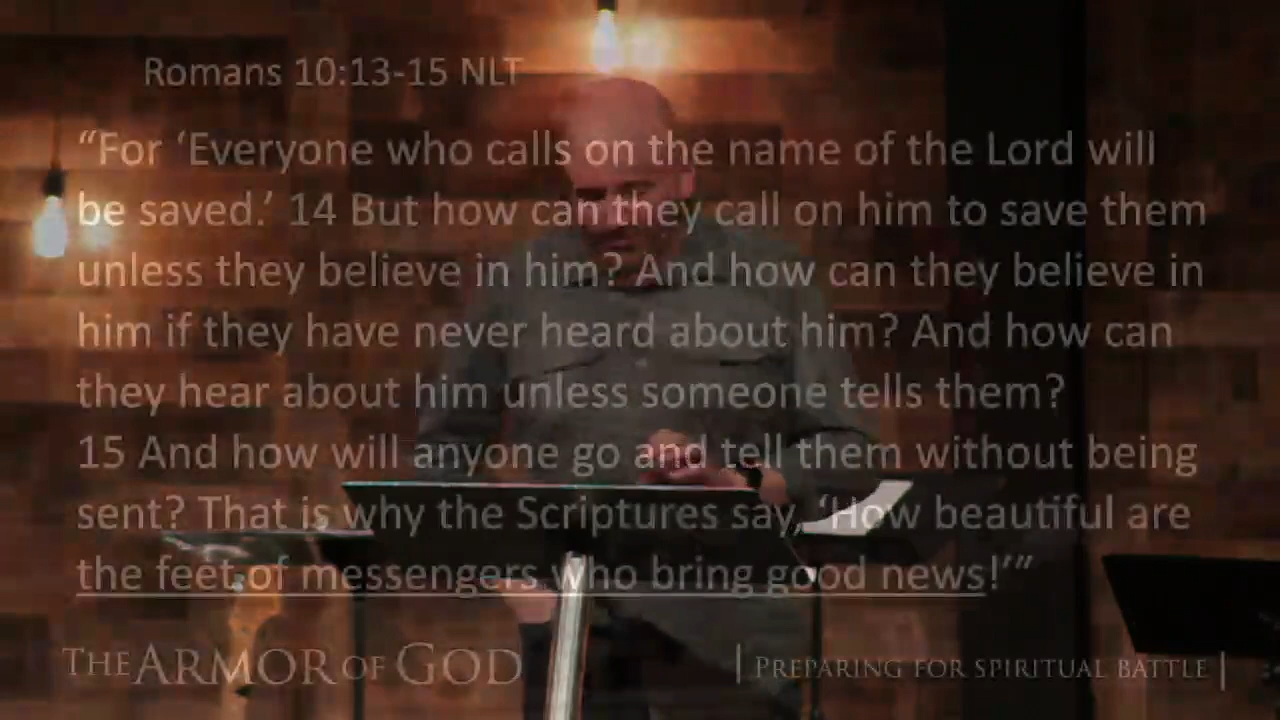 Romans 10:13-15 NLT
“For ‘Everyone who calls on the name of the Lord will
be saved.’ 14 But how can they call on him to save them
unless they believe in him? And how can they believe in
him if they have never heard about him? And how can
they hear about him unless someone tells them?
15 And how will anyone go and tell them without being
sent? That is why the Scriptures say, ‘How beautiful are
the feet of messengers who bring good news!’”
THE ARMOR OF GOD
| PREPARING FOR SPIRITUAL BATTLE |